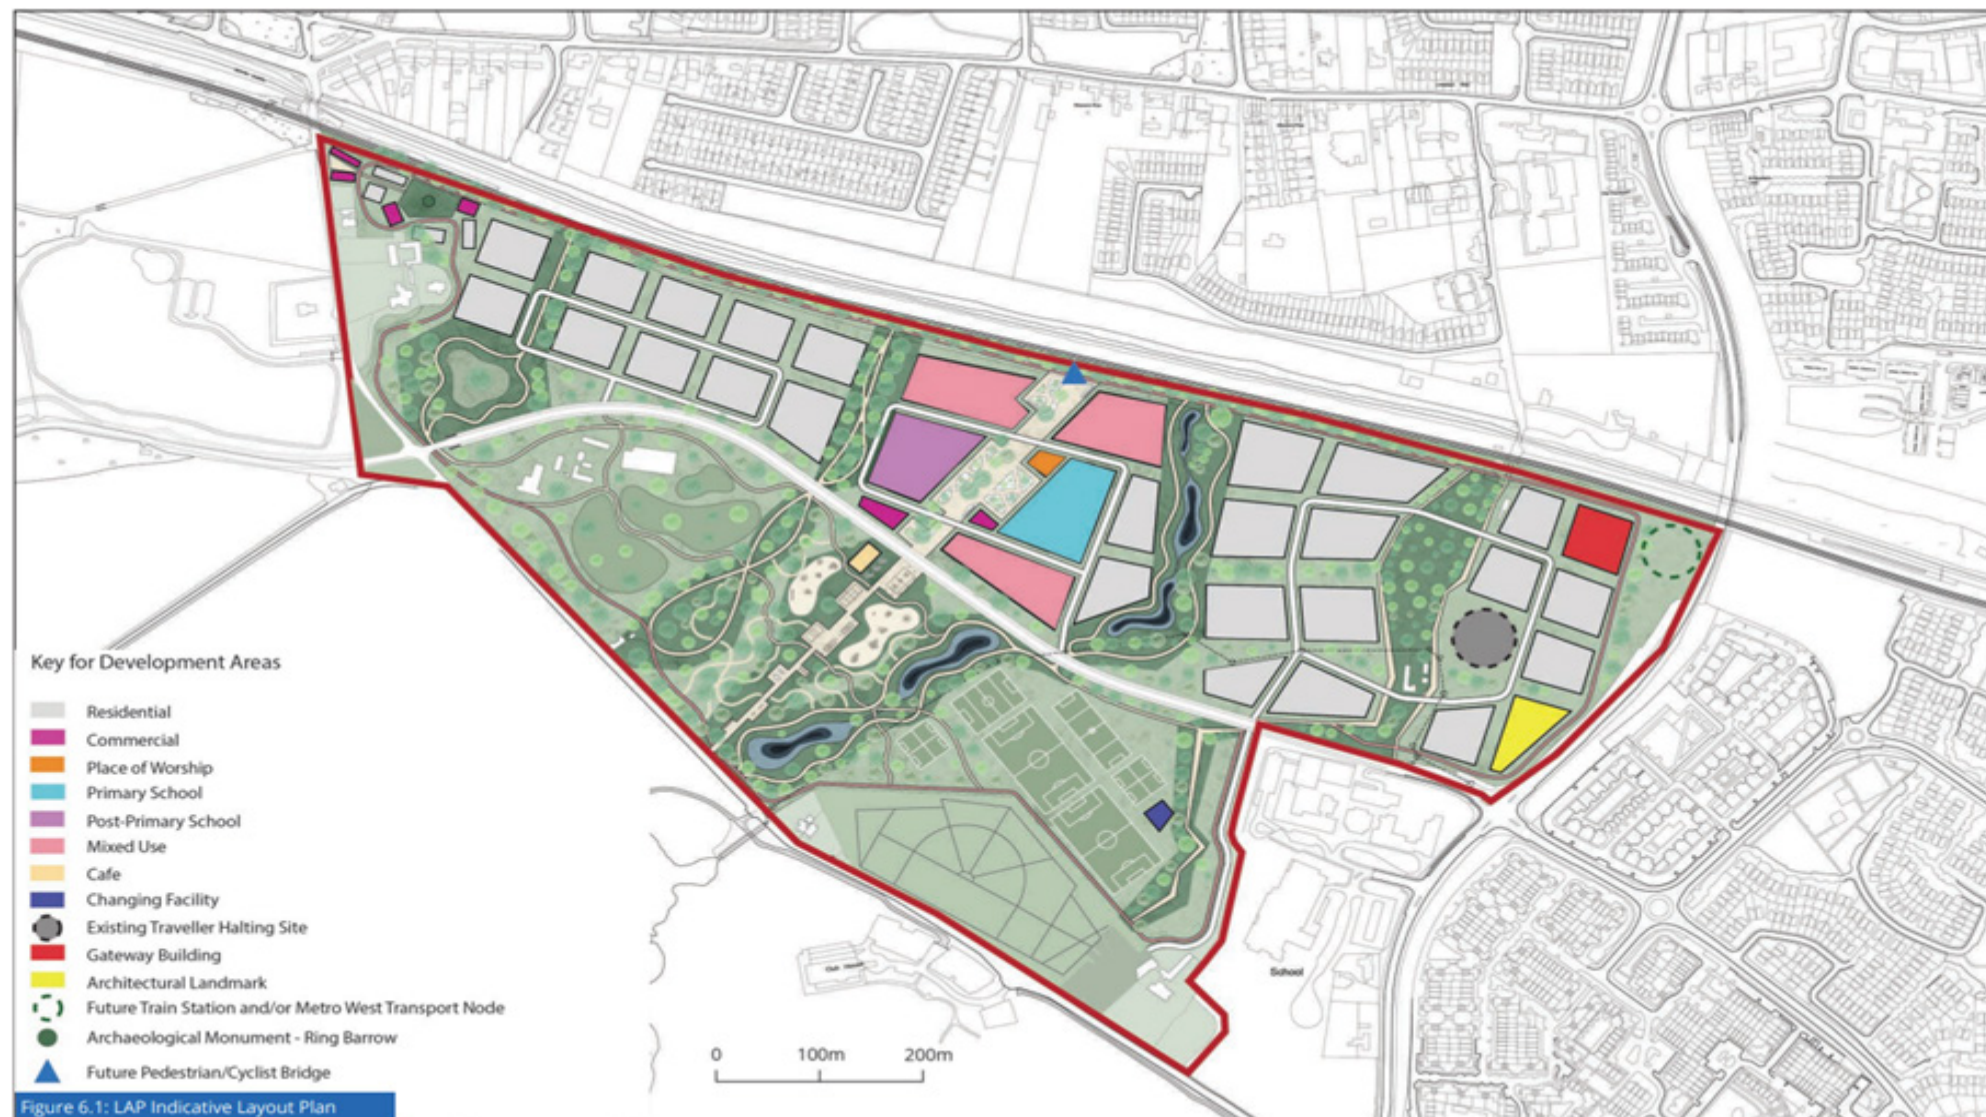 Club House
School
Key for Development Areas
Residential
Commercial
Place of Worship
Primary School
Post-Primary School
Mixed Use
Cafe
Changing Facility
Existing Traveller Halting Site
Gateway Building
Architectural Landmark
Future Train Station and/or Metro West Transport Node
Archaeological Monument - Ring Barrow
Future Pedestrian/Cyclist Bridge
0 100m 200m
Figure 6.1: LAP Indicative Layout Plan